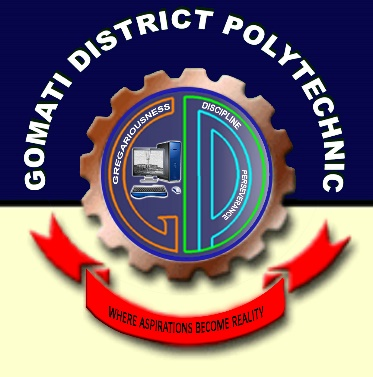 GOMATI DISTRICT POLYTECHNIC
GREGARIOUSNESS
DISCIPLINE
PERSEVERANCE
WHERE ASPIRATIONS BECOME REALITY